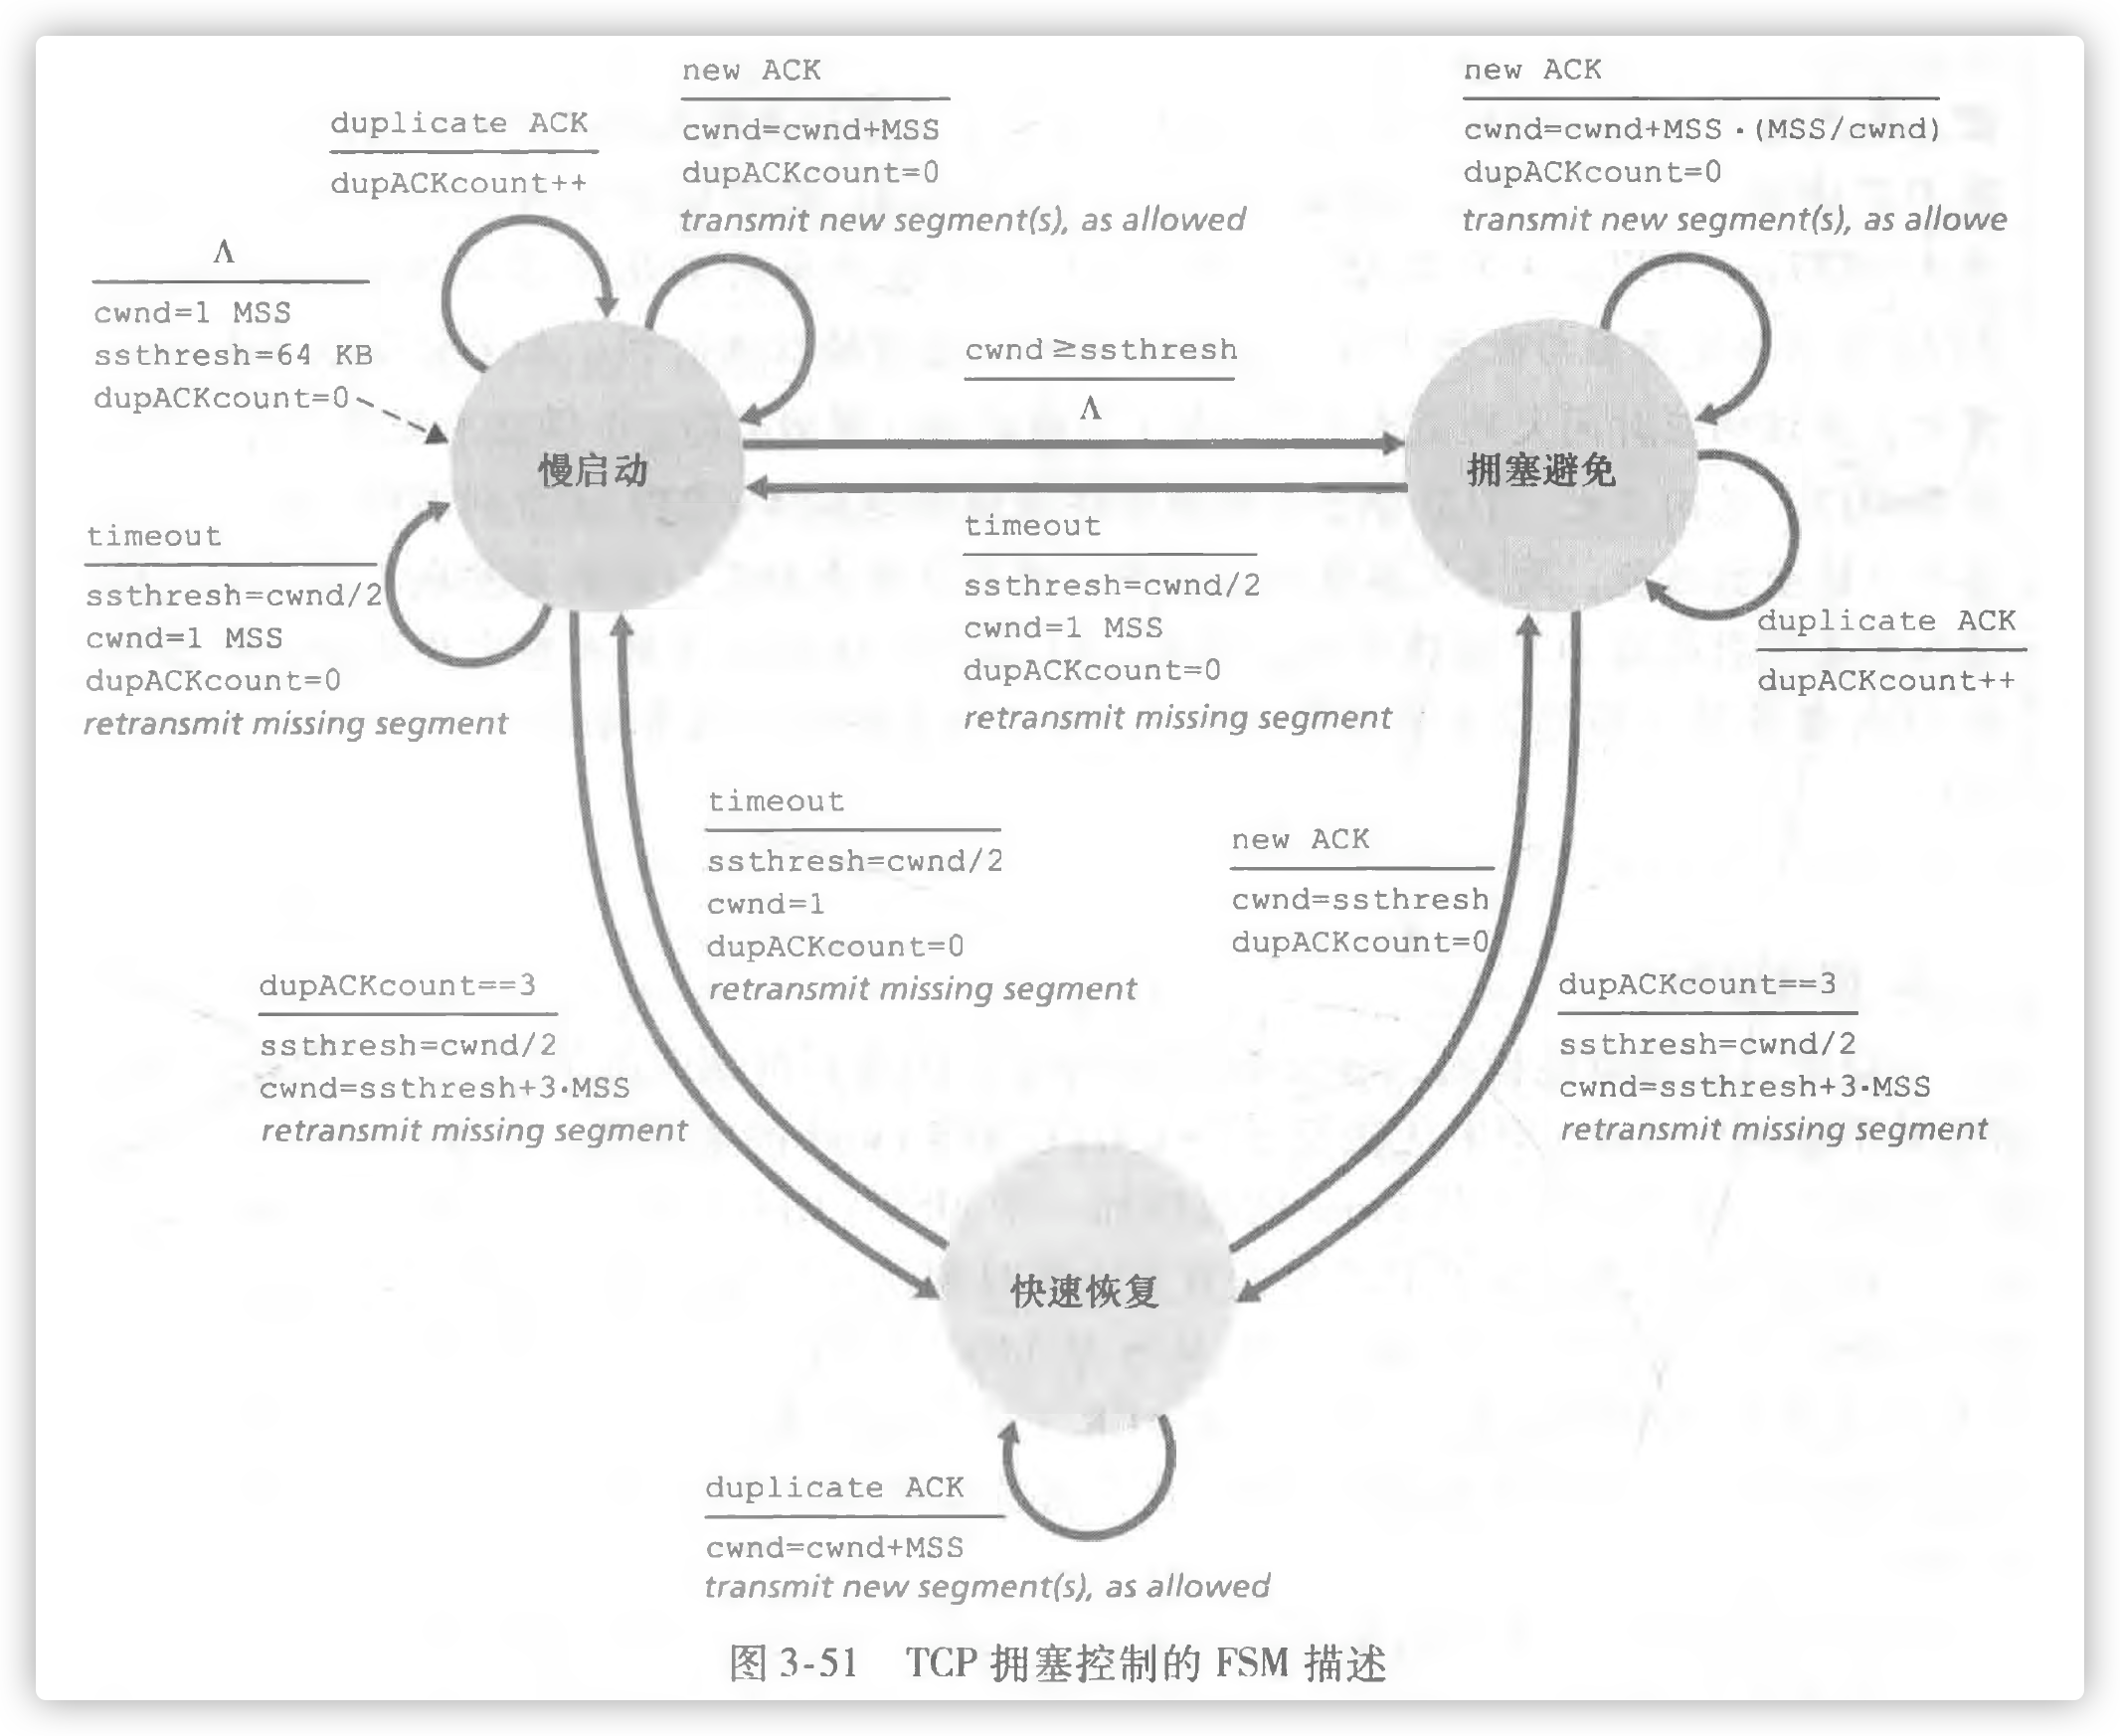 new ACK
cwnd=cwnd+MSS
dupACKcount=0
transmit new segment(s), as allowed
new ACK
cwnd=cwnd+MSS·(MSS/cwnd)
dupACKcount=0
transmit new segment(s), as allowe
duplicate ACK
dupACKcount++
Λ
cwnd=1 MSS
ssthresh=64 KB
dupACKcount=0
cwnd≥ssthresh
Λ
慢启动
拥塞避免
timeout
ssthresh=cwnd/2
cwnd=1 MSS
dupACKcount=0
retransmit missing segment
timeout
ssthresh=cwnd/2
cwnd=1 MSS
dupACKcount=0
retransmit missing segment
duplicate ACK
dupACKcount++
timeout
ssthresh=cwnd/2
cwnd=1
dupACKcount=0
retransmit missing segment
new ACK
cwnd=ssthresh
dupACKcount=0
dupACKcount==3
ssthresh=cwnd/2
cwnd=ssthresh+3·MSS
retransmit missing segment
dupACKcount==3
ssthresh=cwnd/2
cwnd=ssthresh+3·MSS
retransmit missing segment
快速恢复
duplicate ACK
cwnd=cwnd+MSS
transmit new segment(s), as allowed
图 3-51 TCP 拥塞控制的 FSM 描述